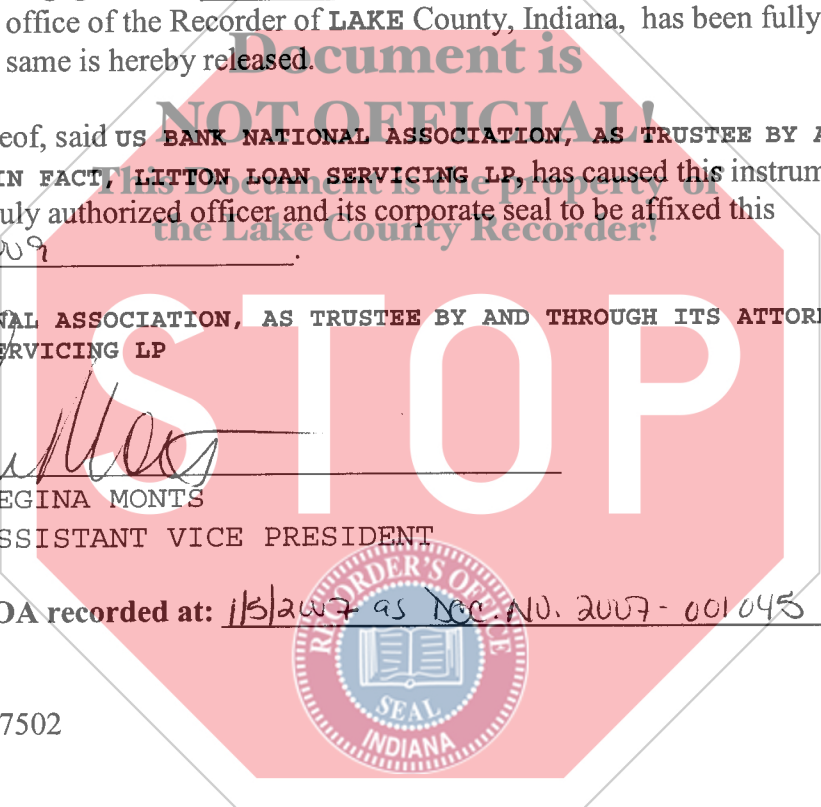 office of the Recorder of LAKE County, Indiana, has been fully
same is hereby released.
Document is
NOT OFFICIAL!
This Document is the property of
the Lake County Recorder!
eof, said US BANK NATIONAL ASSOCIATION, AS TRUSTEE BY A
IN FACT, LITTON LOAN SERVICING LP, has caused this instrum
uly authorized officer and its corporate seal to be affixed this
009
NAL ASSOCIATION, AS TRUSTEE BY AND THROUGH ITS ATTOR
ERVICING LP
STOP
EGINA MONTS
SSISTANT VICE PRESIDENT
OA recorded at: 1/5/2007 as Doc. No. 2007-001045
RECORDER'S OFFICE
SEAL
INDIANA
7502